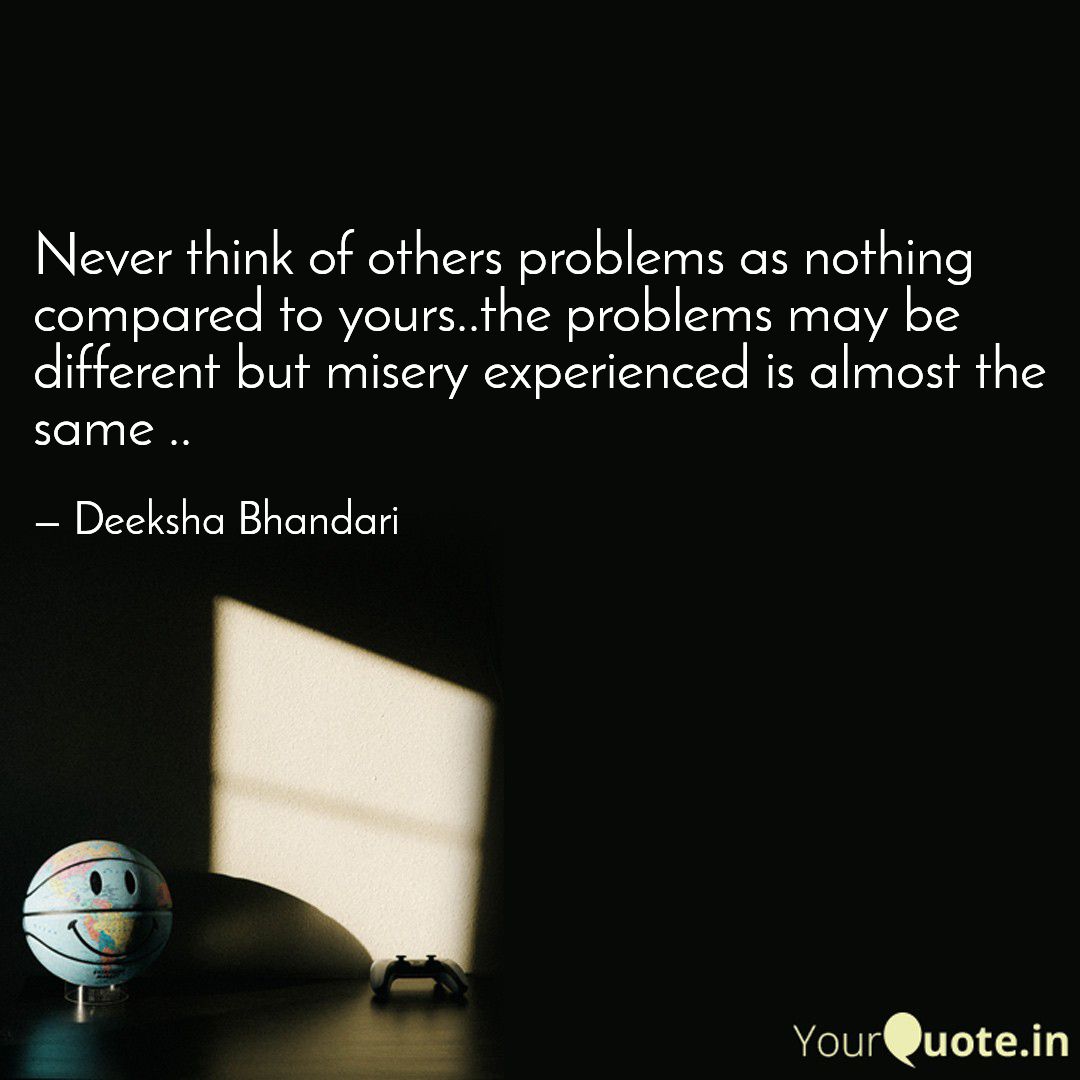 Never think of others problems as nothing
compared to yours..the problems may be
different but misery experienced is almost the
same ..
– Deeksha Bhandari
YourQuote.in